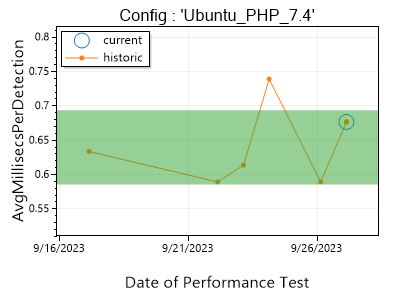 Config : 'Ubuntu_PHP_7.4'
current
historic
AvgMillisecsPerDetection
0.8
0.75
0.7
0.65
0.6
0.55
9/16/2023
9/21/2023
9/26/2023
Date of Performance Test